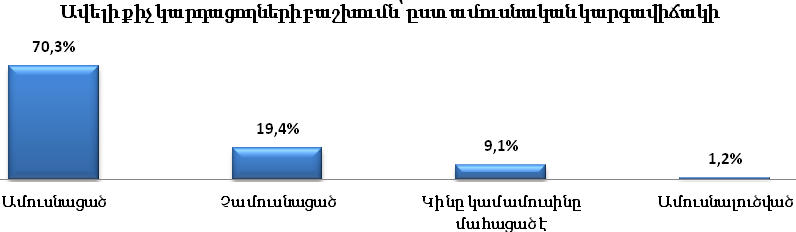 Ավելի քիչ կարդացողների բաշխումն՝ ըստ ամուսնական կարգավիճակի
70,3%
19,4%
9,1%
1,2%
Ամուսնացած
Չամուսնացած
Կինը կամ ամուսինը
մահացած է
Ամուսնալուծված